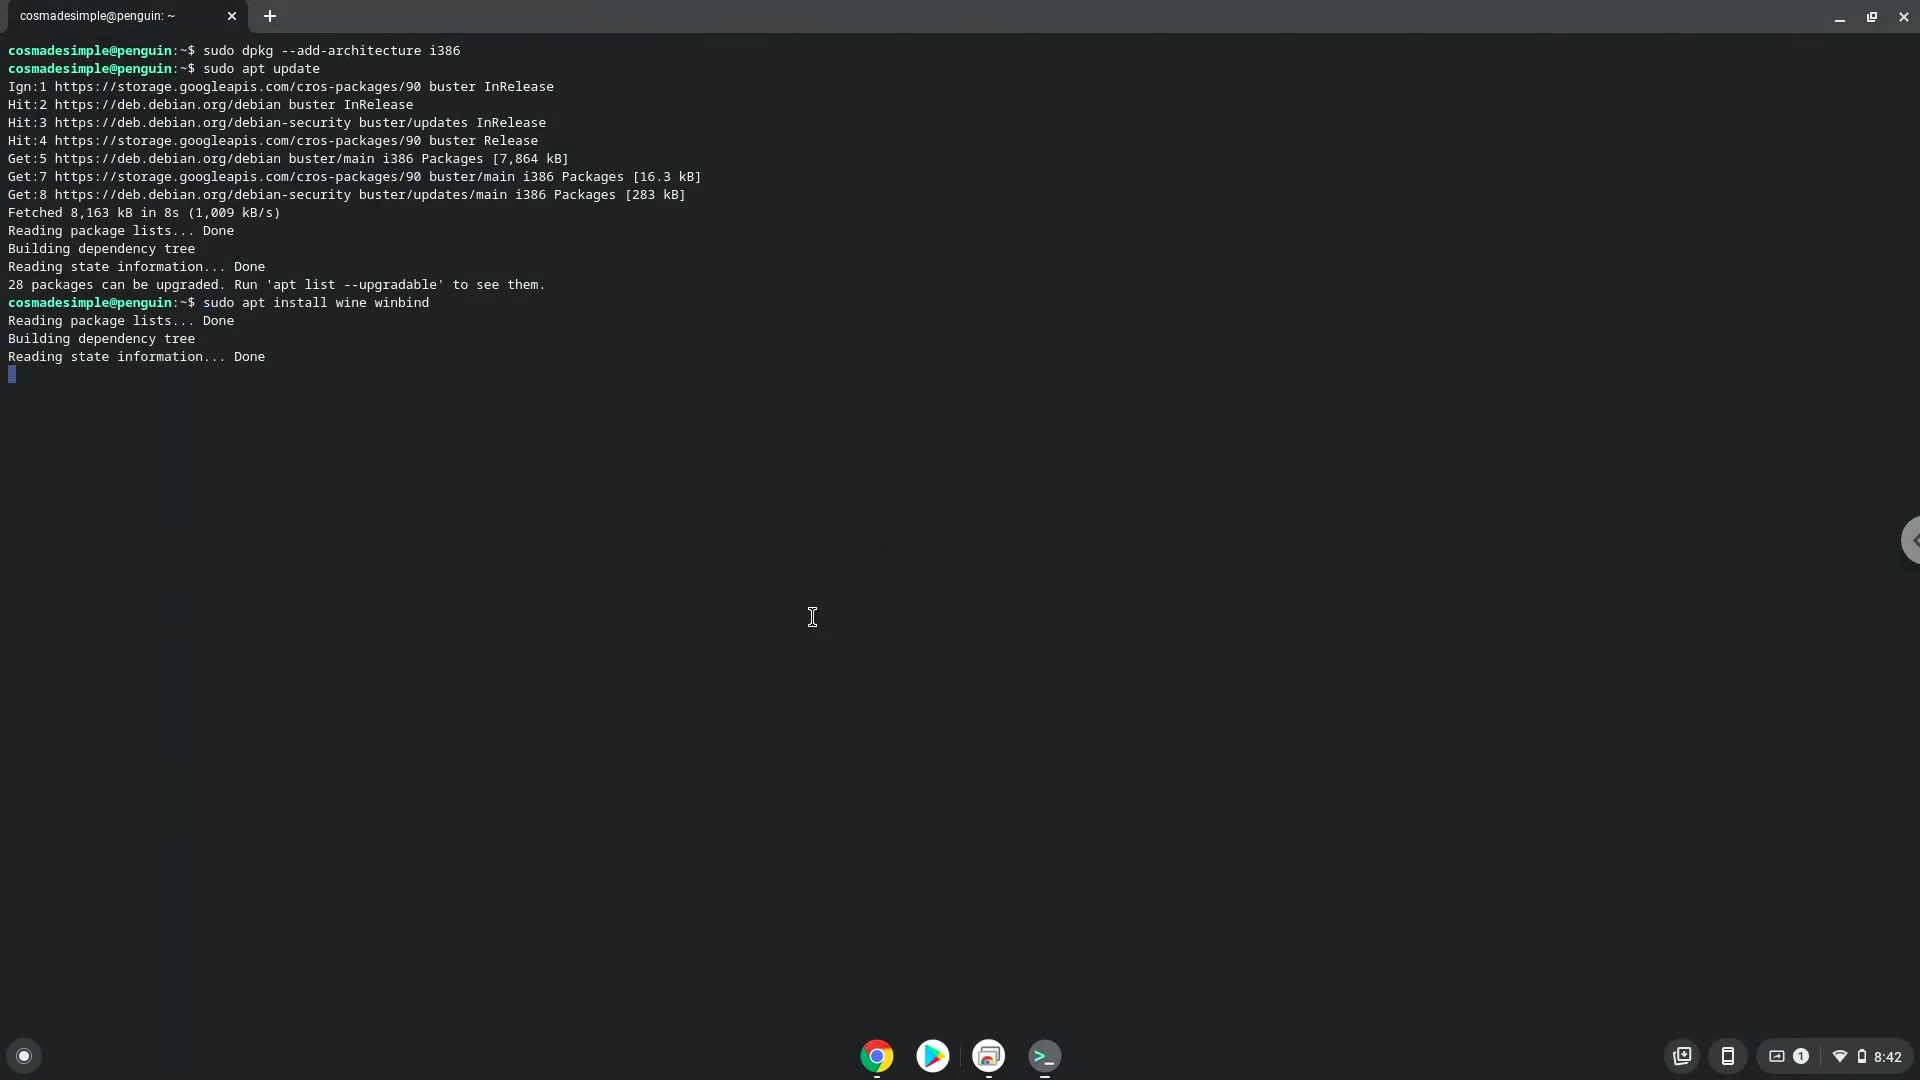 cosmadesimple@penguin: ~
cosmadesimple@penguin:~$ sudo dpkg --add-architecture i386
cosmadesimple@penguin:~$ sudo apt update
Ign:1 https://storage.googleapis.com/cros-packages/90 buster InRelease
Hit:2 https://deb.debian.org/debian buster InRelease
Hit:3 https://deb.debian.org/debian-security buster/updates InRelease
Hit:4 https://storage.googleapis.com/cros-packages/90 buster Release
Get:5 https://deb.debian.org/debian buster/main i386 Packages [7,864 kB]
Get:7 https://storage.googleapis.com/cros-packages/90 buster/main i386 Packages [16.3 kB]
Get:8 https://deb.debian.org/debian-security buster/updates/main i386 Packages [283 kB]
Fetched 8,163 kB in 8s (1,009 kB/s)
Reading package lists... Done
Building dependency tree
Reading state information... Done
28 packages can be upgraded. Run 'apt list --upgradable' to see them.
cosmadesimple@penguin:~$ sudo apt install wine winbind
Reading package lists... Done
Building dependency tree
Reading state information... Done
1 8:42